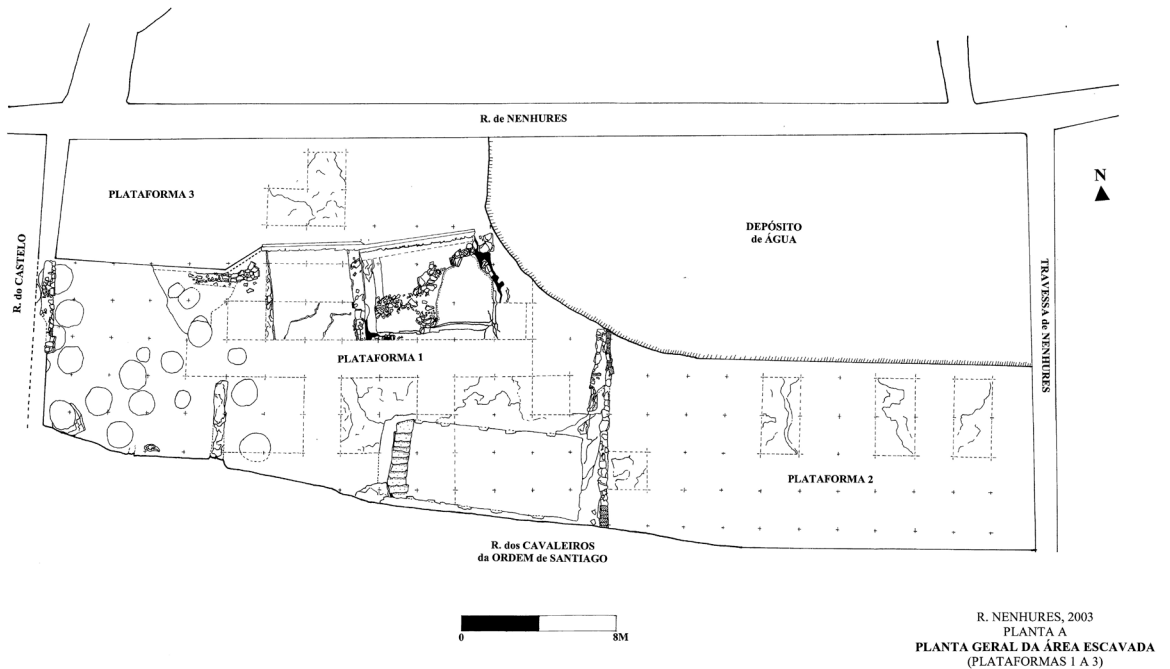 R. de NENHURES
PLATAFORMA 3
N
DEPÓSITO
de ÁGUA
R. do CASTELO
TRAVESSA de NENHURES
PLATAFORMA 1
PLATAFORMA 2
R. dos CAVALEIROS
da ORDEM de SANTIAGO
0 8M
R. NENHURES, 2003
PLANTA A
PLANTA GERAL DA ÁREA ESCAVADA
(PLATAFORMAS 1 A 3)